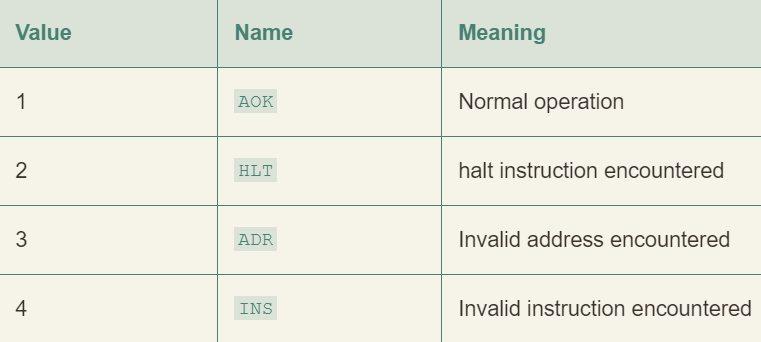 Value Name Meaning
1 AOK Normal operation
2 HLT halt instruction encountered
3 ADR Invalid address encountered
4 INS Invalid instruction encountered